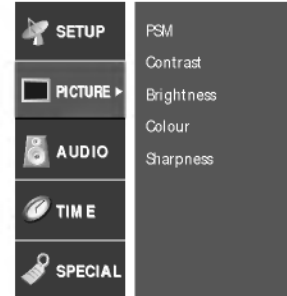 SETUP
PICTURE
AUDIO
TIME
SPECIAL
PSM
Contrast
Brightness
Colour
Sharpness